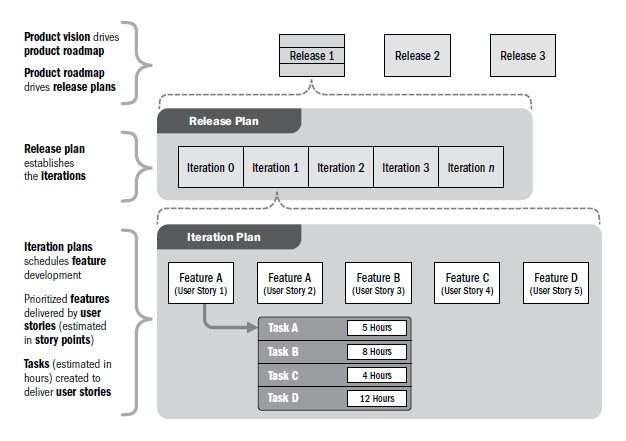 Product vision drives
product roadmap
Product roadmap
drives release plans
Release 1
Release 2
Release 3
Release Plan
Release plan
establishes
the iterations
Iteration 0
Iteration 1
Iteration 2
Iteration 3
Iteration n
Iteration Plan
Iteration plans
schedules feature
development
Prioritized features
delivered by user
stories (estimated
in story points)
Tasks (estimated in
hours) created to
deliver user stories
Feature A
(User Story 1)
Feature A
(User Story 2)
Feature B
(User Story 3)
Feature C
(User Story 4)
Feature D
(User Story 5)
Task A
5 Hours
Task B
8 Hours
Task C
4 Hours
Task D
12 Hours